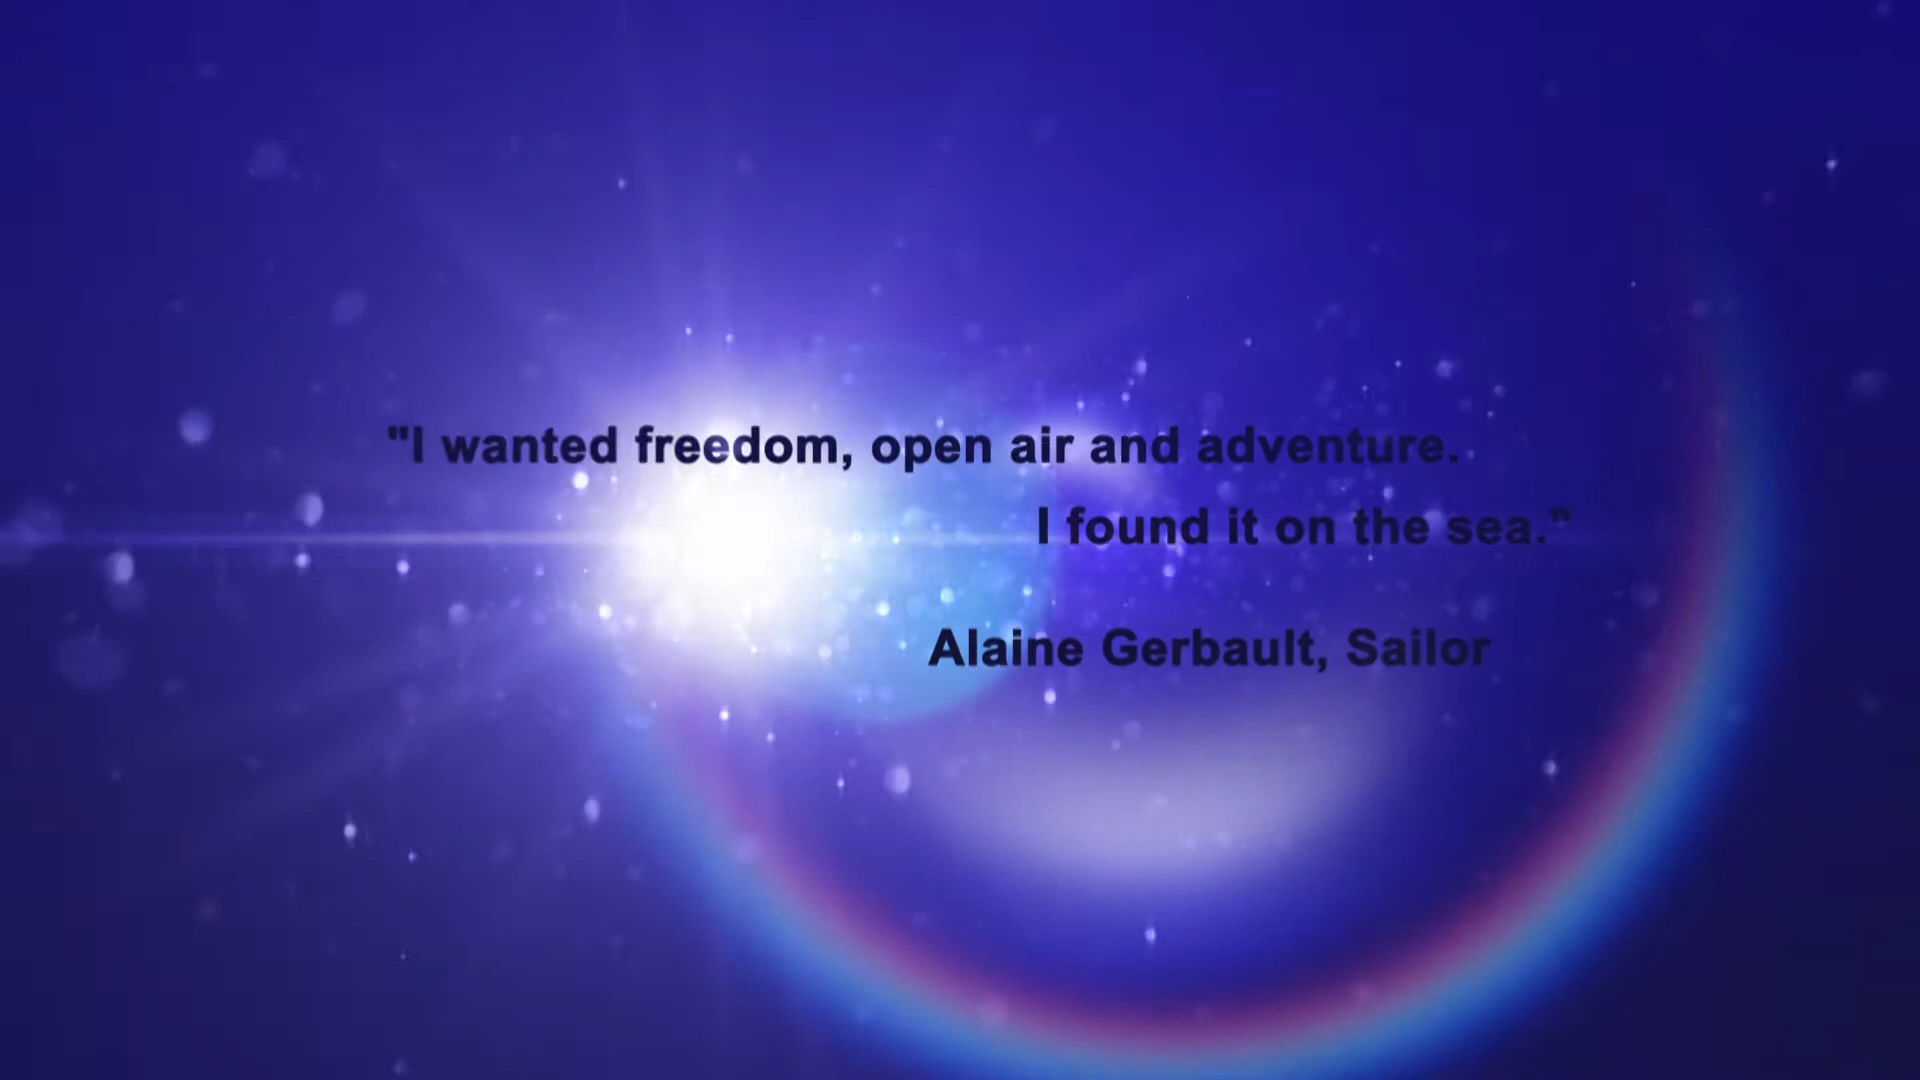 "I wanted freedom, open air and adventure.
I found it on the sea."
Alaine Gerbault, Sailor